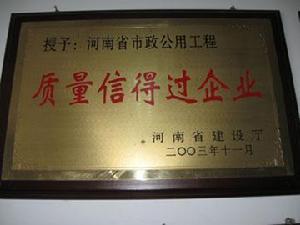 授予：河南省市政公用工程
质量信得过企业
河南省建设厅
二〇〇三年十一月